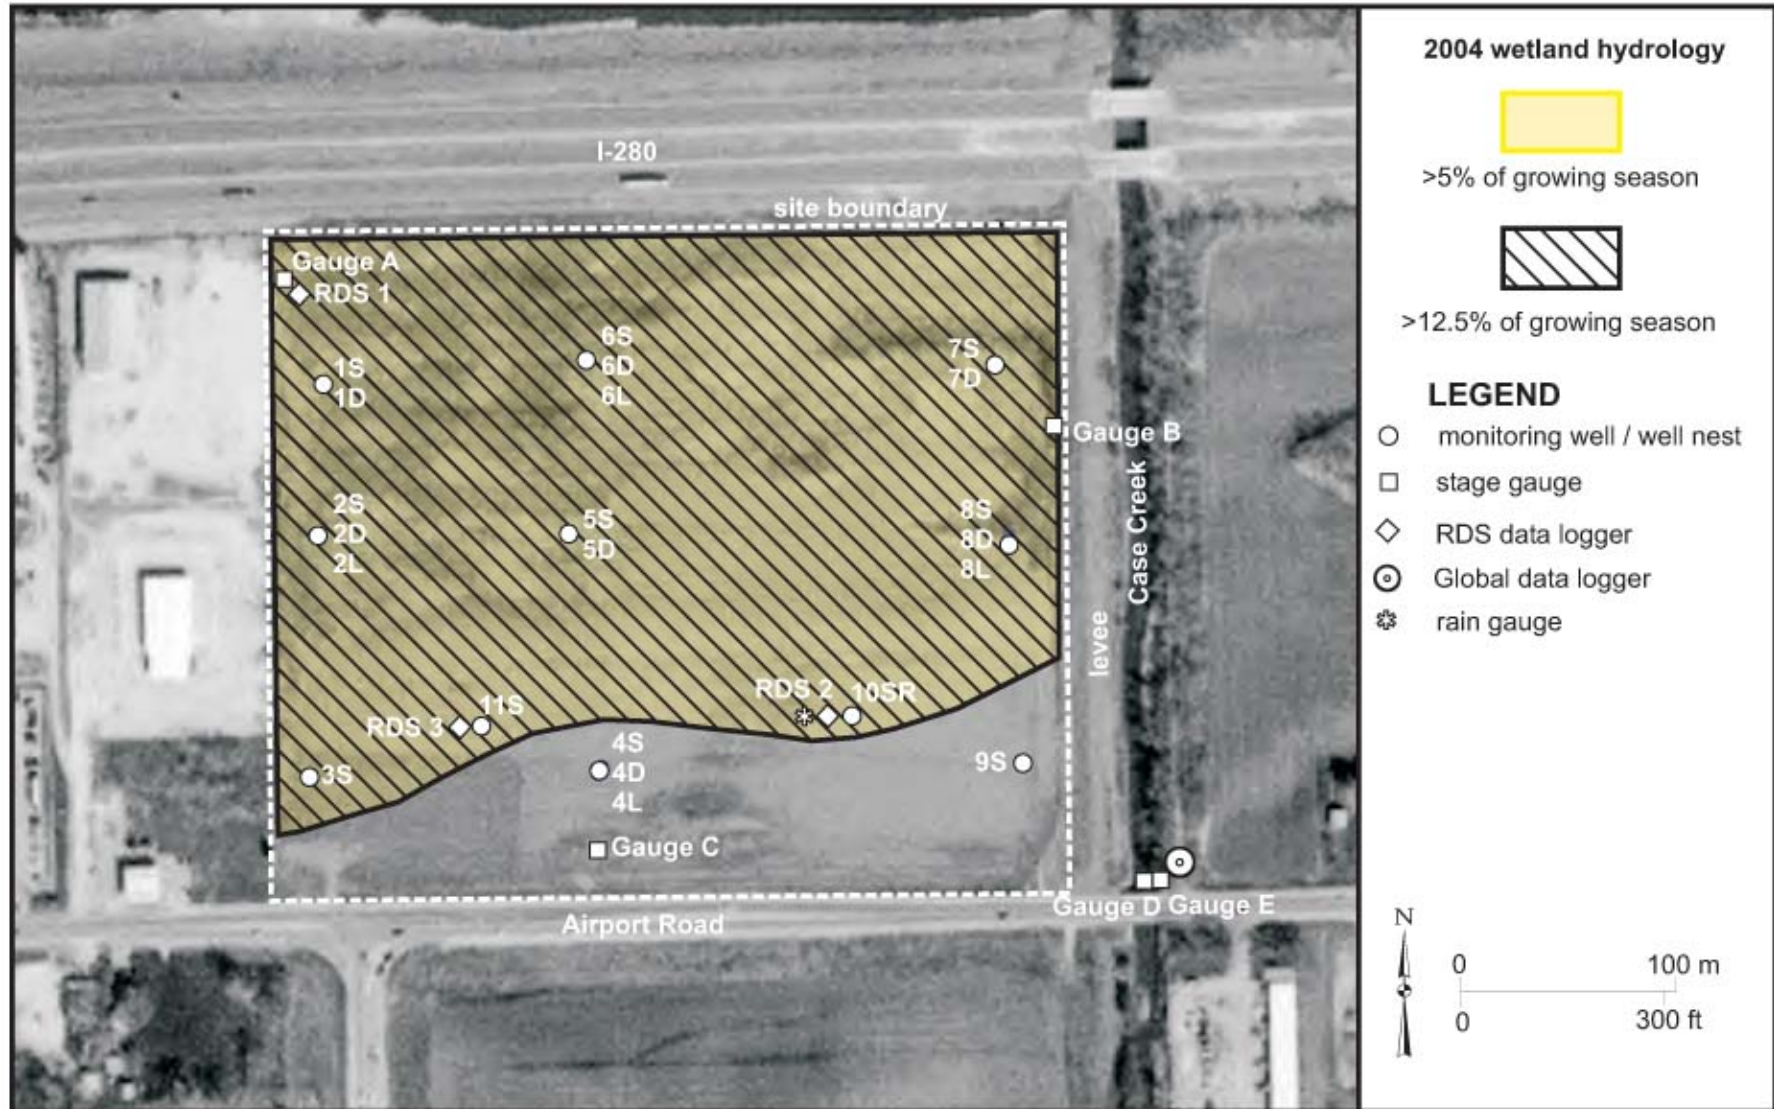 I-280
site boundary
Gauge A
RDS 1
1S
1D
6S
6D
6L
7S
7D
Gauge B
2S
2D
2L
5S
5D
8S
8D
8L
Case Creek
levee
RDS 3
11S
RDS 2
10SR
3S
4S
4D
4L
9S
Gauge C
Gauge D
Gauge E
Airport Road
2004 wetland hydrology
>5% of growing season
>12.5% of growing season
LEGEND
monitoring well / well nest
stage gauge
RDS data logger
Global data logger
rain gauge
N
0 100 m
0 300 ft